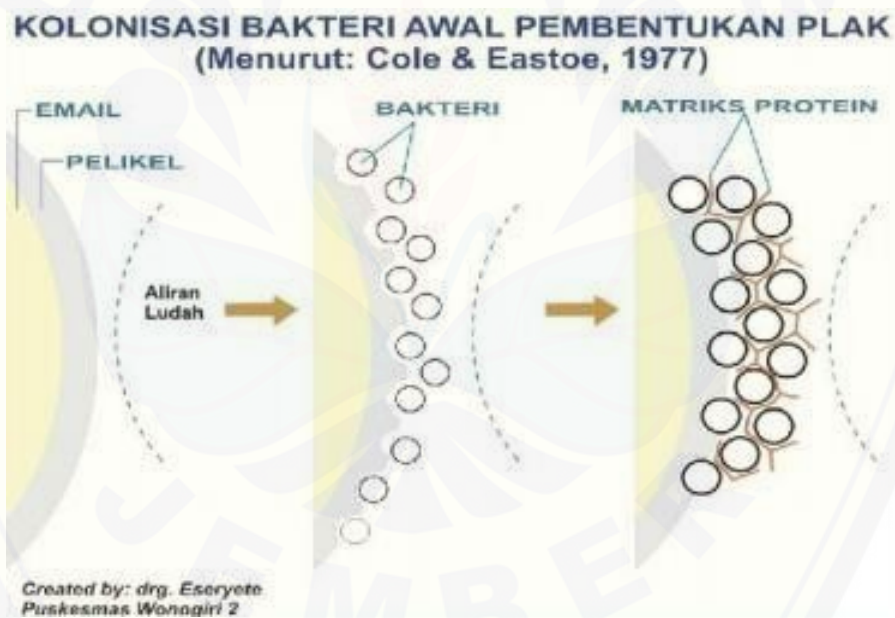 KOLONISASI BAKTERI AWAL PEMBENTUKAN PLAK
(Menurut: Cole & Eastoe, 1977)
EMAIL
PELIKEL
BAKTERI
MATRIKS PROTEIN
Aliran
Ludah
JEMBER
Created by: drg. Eseryete
Puskesmas Wonogiri 2